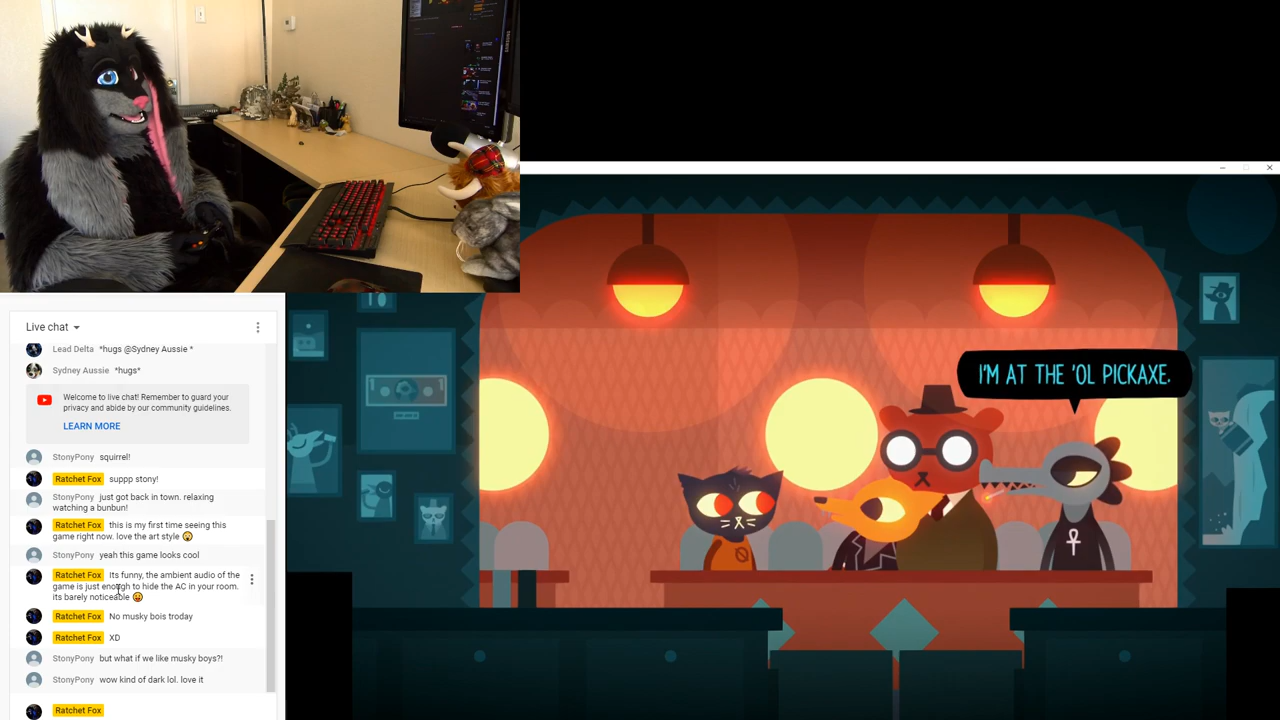 Live chat
Lead Delta *hugs @Sydney Aussie *
Sydney Aussie *hugs*
Welcome to live chat! Remember to guard your
privacy and abide by our community guidelines.
LEARN MORE
StonyPony squirrel!
Ratchet Fox suppp stony!
StonyPony just got back in town. relaxing
watching a bunbun!
Ratchet Fox this is my first time seeing this
game right now. love the art style
StonyPony yeah this game looks cool
Ratchet Fox Its funny, the ambient audio of the
game is just enough to hide the AC in your room.
its barely noticeable
Ratchet Fox No musky bois troday
Ratchet Fox XD
StonyPony but what if we like musky boys?!
StonyPony wow kind of dark lol. love it
Ratchet Fox
I'M AT THE 'OL PICKAXE.
SAMSUNG